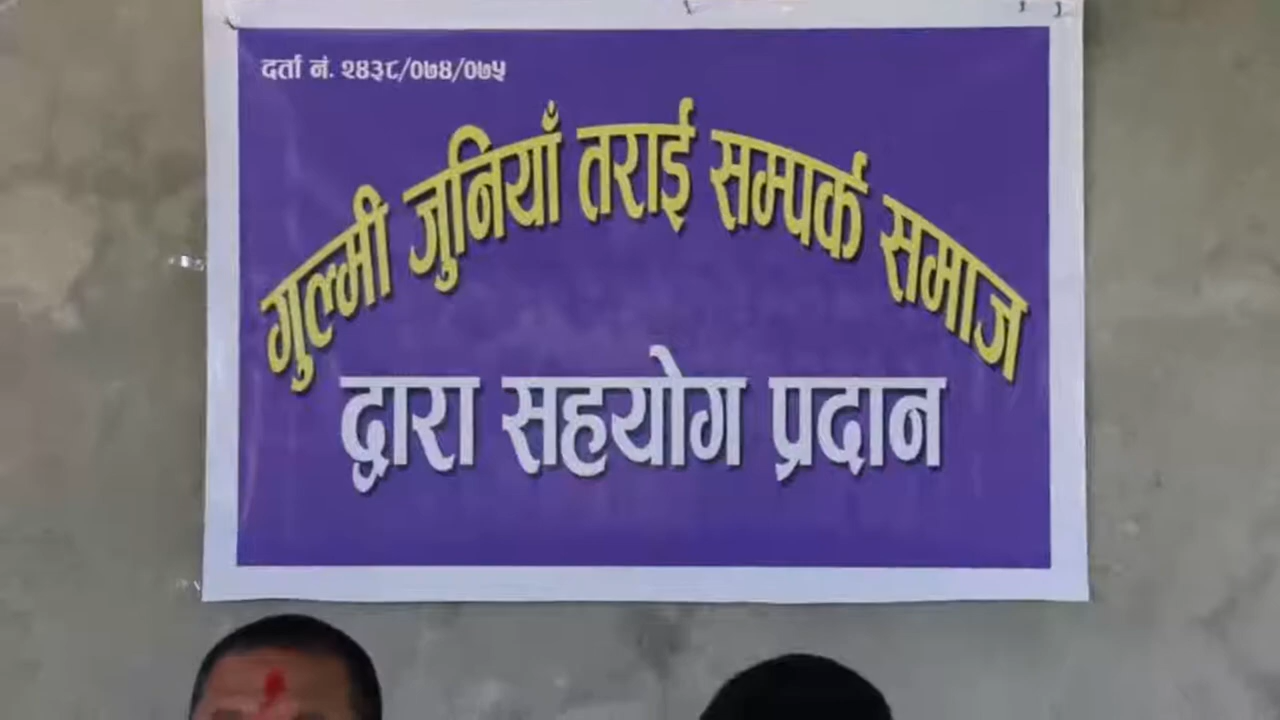 दर्ता नं. २४३८/०७४/०७५
गुल्मी जुनियाँ तराई सम्पर्क समाज
द्वारा सहयोग प्रदान